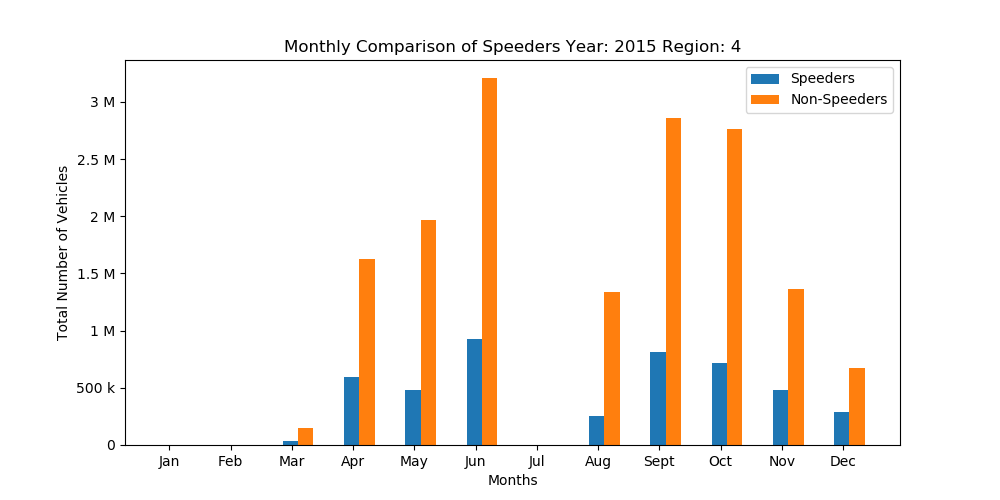 Monthly Comparison of Speeders Year: 2015 Region: 4
Speeders
Non-Speeders
3 M
2.5 M
2 M
1.5 M
1 M
500 k
0
Total Number of Vehicles
Jan Feb Mar Apr May Jun Jul Aug Sept Oct Nov Dec
Months